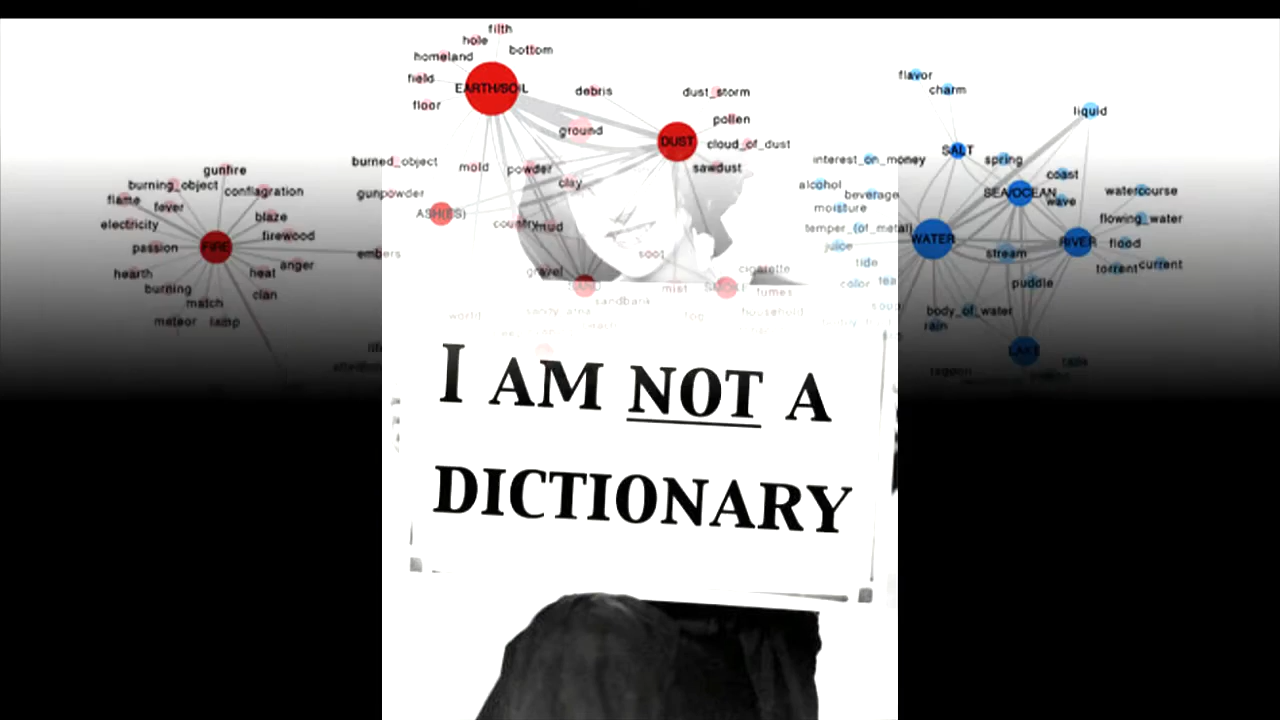 filth
hole
bottom
homeland
field
EARTH/SOIL
floor
debris
dust_storm
pollen
ground
DUST
cloud_of_dust
burned_object
mold
powder
sawdust
clay
gunpowder
ASH(ES)
country
mud
soot
gravel
SAND
mist
SMOKE
cigarette
fumes
sandbank
world
fog
household
gunfire
burning_object
conflagration
flame
fever
electricity
blaze
passion
FIRE
firewood
embers
hearth
heat
anger
burning
match
clan
meteor
lamp
flavor
charm
liquid
SALT
interest_on_money
spring
coast
alcohol
beverage
SEA/OCEAN
wave
watercourse
moisture
flowing_water
temper_(of_metal)
WATER
RIVER
flood
juice
stream
tide
torrent
current
color
puddle
body_of_water
rain
LAKE
I AM NOT A
DICTIONARY